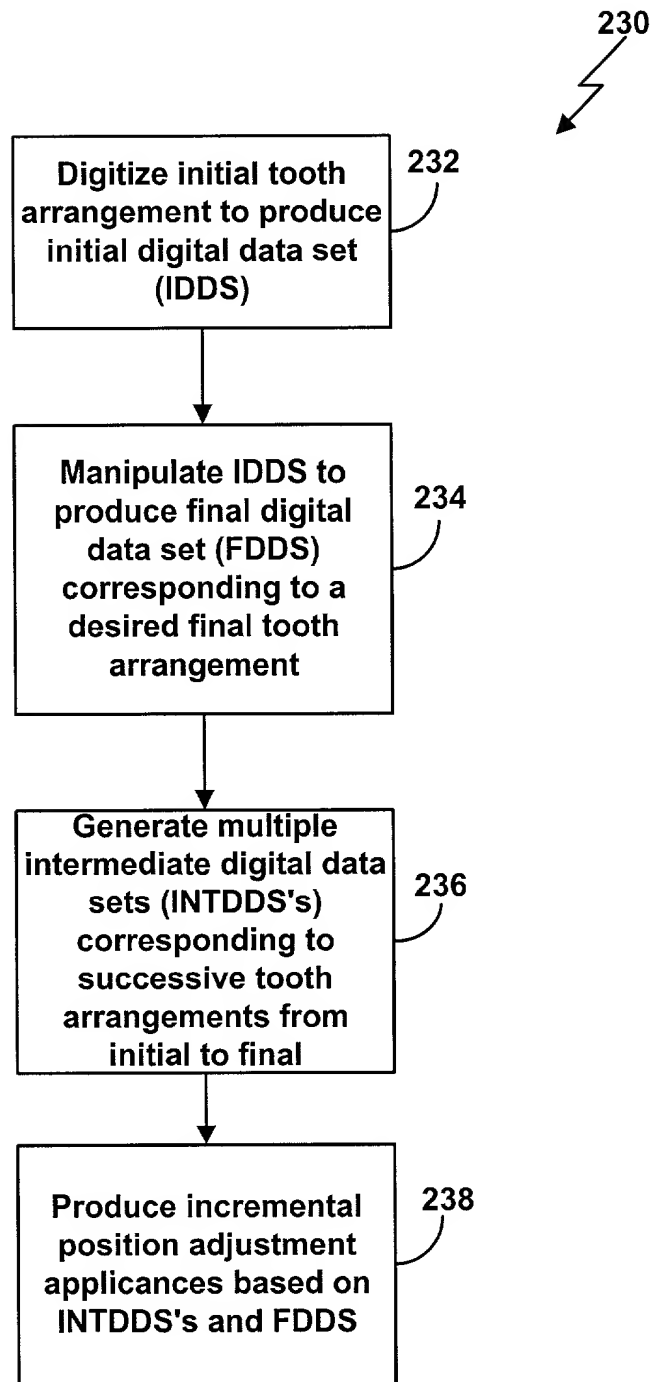 230
Digitize initial tooth
arrangement to produce
initial digital data set
(IDDS)
232
Manipulate IDDS to
produce final digital
data set (FDDS)
corresponding to a
desired final tooth
arrangement
234
Generate multiple
intermediate digital data
sets (INTDDS's)
corresponding to
successive tooth
arrangements from
initial to final
236
Produce incremental
position adjustment
applicances based on
INTDDS's and FDDS
238